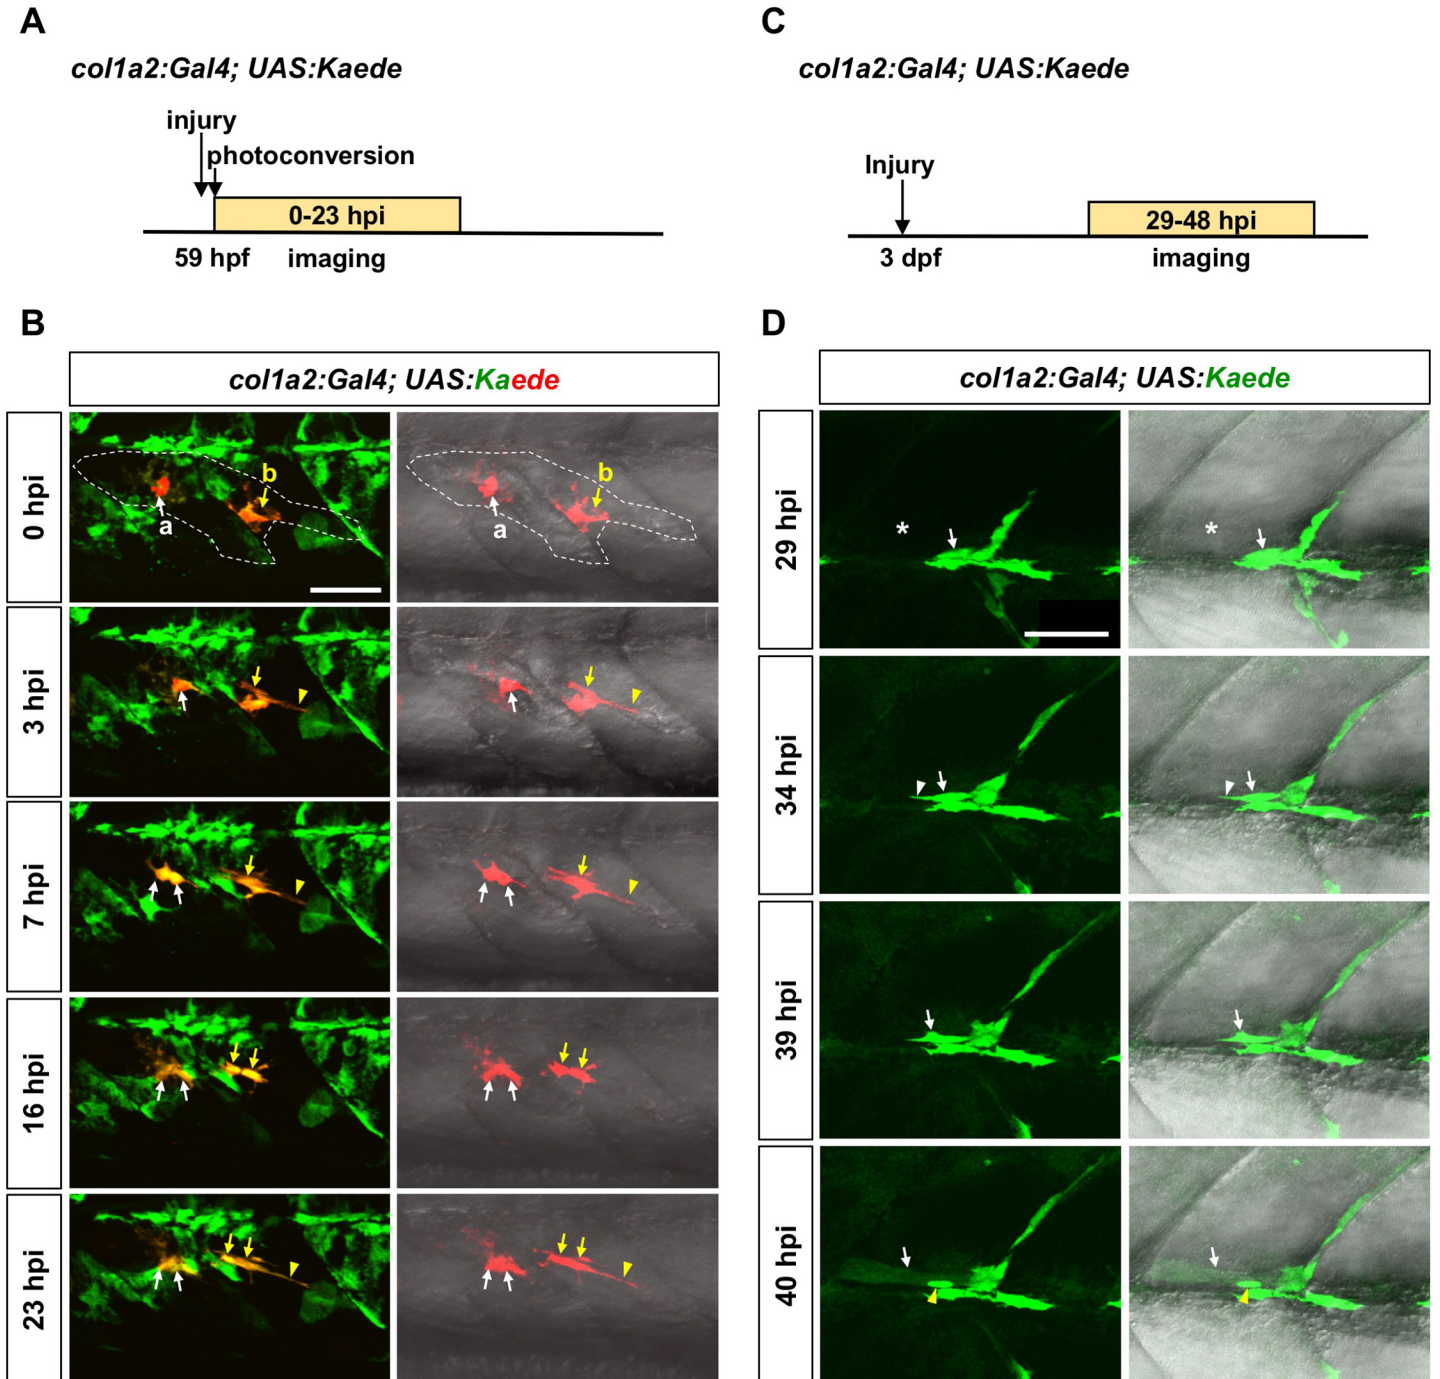 A
col1a2:Gal4; UAS:Kaede
injury
photoconversion
0-23 hpi
59 hpf
imaging
C
col1a2:Gal4; UAS:Kaede
Injury
29-48 hpi
3 dpf
imaging
B
col1a2:Gal4; UAS:Kaede
0 hpi
a
b
a
b
3 hpi
7 hpi
16 hpi
23 hpi
D
col1a2:Gal4; UAS:Kaede
29 hpi
*
*
34 hpi
39 hpi
40 hpi